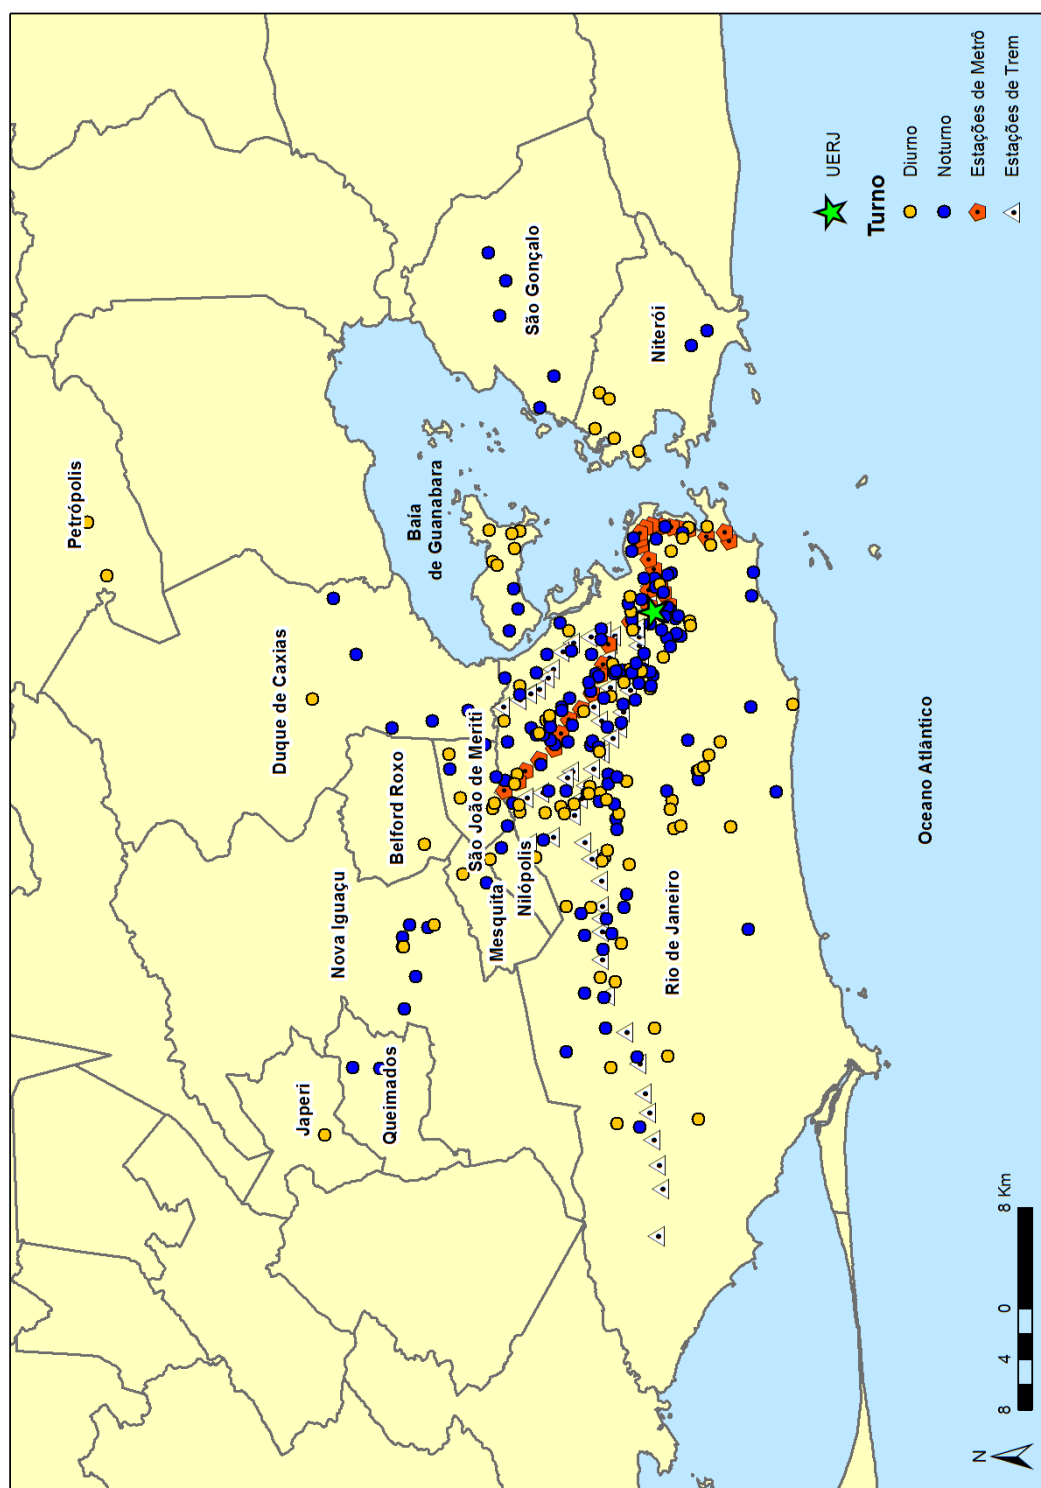 Petrópolis
Duque de Caxias
Baía
de Guanabara
São Gonçalo
Niterói
Belford Roxo
São João de Meriti
Nova Iguaçu
Mesquita
Nilópolis
Japeri
Queimados
Rio de Janeiro
Oceano Atlântico
N
8 4 0 8 Km
UERJ
Turno
Diurno
Noturno
Estações de Metrô
Estações de Trem